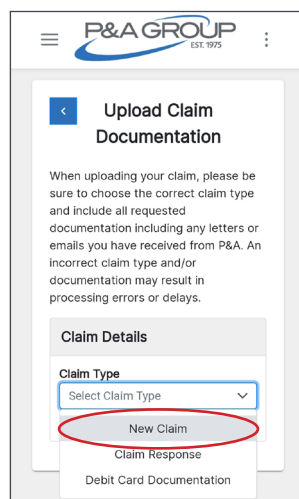 P&A GROUP
EST. 1975
Upload Claim
Documentation
When uploading your claim, please be
sure to choose the correct claim type
and include all requested
documentation including any letters or
emails you have received from P&A. An
incorrect claim type and/or
documentation may result in
processing errors or delays.
Claim Details
Claim Type
Select Claim Type
New Claim
Claim Response
Debit Card Documentation